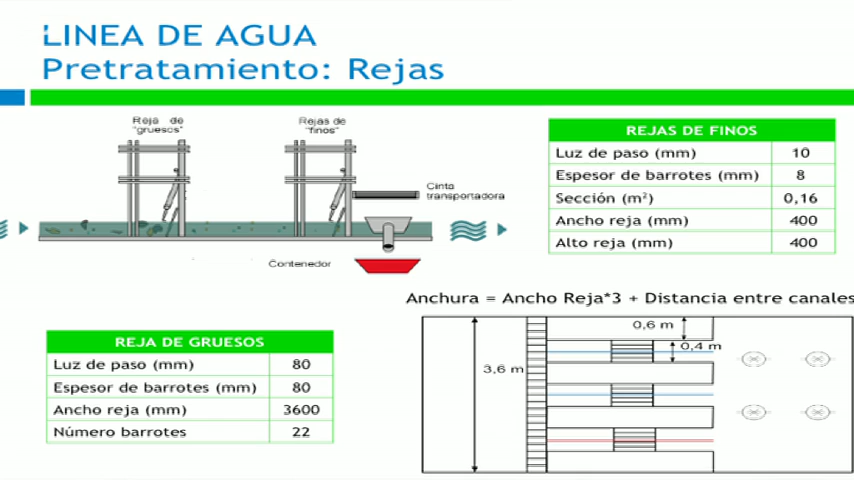 LINEA DE AGUA
Pretratamiento: Rejas
Reja de
"gruesos"
Rejas de
"finos"
Cinta
transportadora
Contenedor
REJAS DE FINOS
Luz de paso (mm) 10
Espesor de barrotes (mm) 8
Sección (m²) 0,16
Ancho reja (mm) 400
Alto reja (mm) 400
Anchura = Ancho Reja*3 + Distancia entre canales
REJA DE GRUESOS
Luz de paso (mm) 80
Espesor de barrotes (mm) 80
Ancho reja (mm) 3600
Número barrotes 22
0,6 m
0,4 m
3,6 m